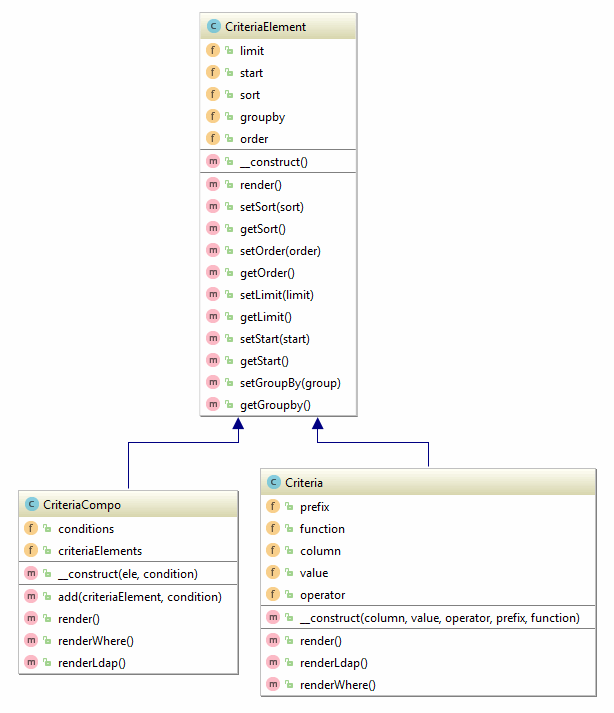 C CriteriaElement
f limit
f start
f sort
f groupby
f order
m __construct()
m render()
m setSort(sort)
m getSort()
m setOrder(order)
m getOrder()
m setLimit(limit)
m getLimit()
m setStart(start)
m getStart()
m setGroupBy(group)
m getGroupby()
C CriteriaCompo
f conditions
f criteriaElements
m __construct(ele, condition)
m add(criteriaElement, condition)
m render()
m renderWhere()
m renderLdap()
C Criteria
f prefix
f function
f column
f value
f operator
m __construct(column, value, operator, prefix, function)
m render()
m renderLdap()
m renderWhere()